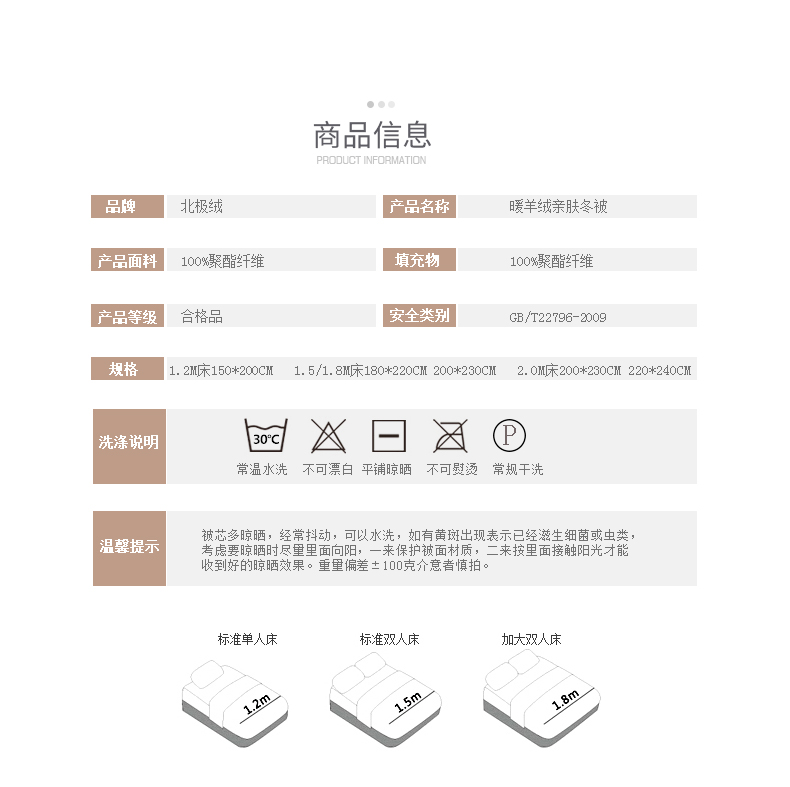 商品信息
PRODUCT INFORMATION
品牌 北极绒 产品名称 暖羊绒亲肤冬被
产品面料 100%聚酯纤维 填充物 100%聚酯纤维
产品等级 合格品 安全类别 GB/T22796-2009
规格 1.2M床150*200CM 1.5/1.8M床180*220CM 200*230CM 2.0M床200*230CM 220*240CM
洗涤说明
30℃ P
常温水洗 不可漂白 平铺晾晒 不可熨烫 常规干洗
温馨提示
被芯多晾晒，经常抖动，可以水洗，如有黄斑出现表示已经滋生细菌或虫类，
考虑要晾晒时尽量里面向阳，一来保护被面材质，二来按里面接触阳光才能
收到好的晾晒效果。重量偏差±100克介意者慎拍。
标准单人床 标准双人床 加大双人床
1.2m 1.5m 1.8m